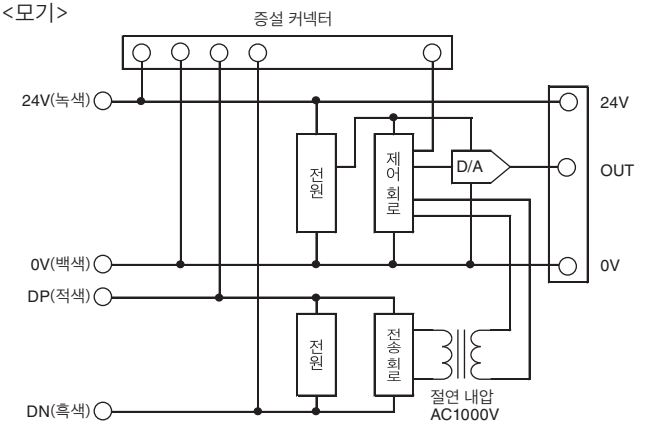 <모기>
증설 커넥터
24V(녹색)
24V
전원
제어 회로
D/A
OUT
0V(백색)
0V
DP(적색)
전원
전송 회로
절연 내압
AC1000V
DN(흑색)